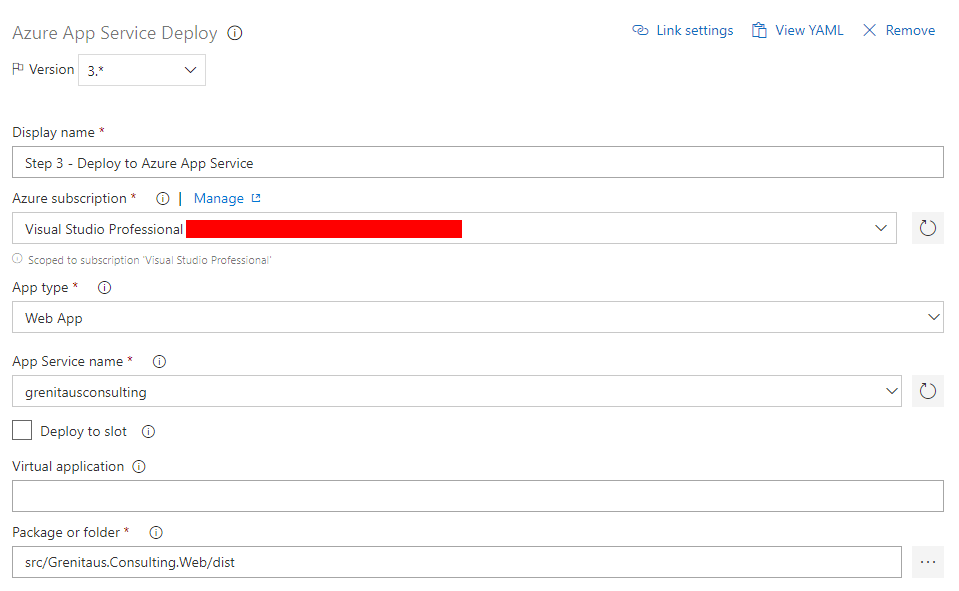 Azure App Service Deploy
Link settings View YAML Remove
Version 3.*
Display name *
Step 3 - Deploy to Azure App Service
Azure subscription * | Manage
Visual Studio Professional
Scoped to subscription 'Visual Studio Professional'
App type *
Web App
App Service name *
grenitausconsulting
Deploy to slot
Virtual application
Package or folder *
src/Grenitaus.Consulting.Web/dist
...